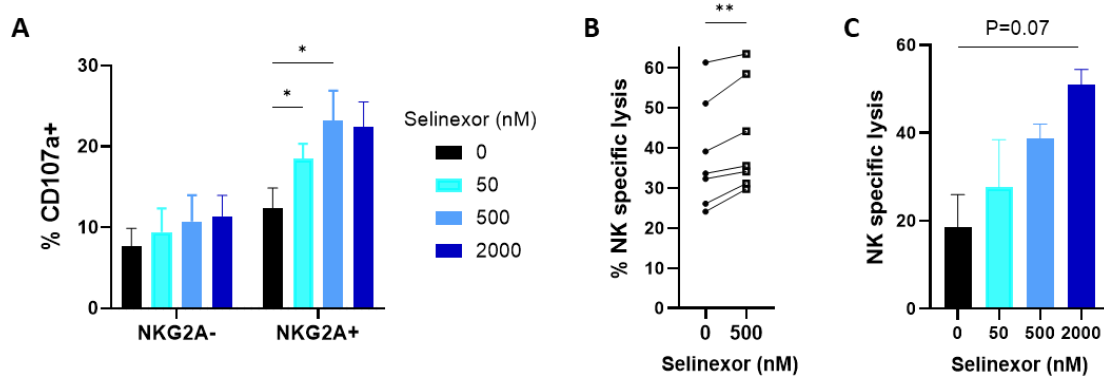 A
% CD107a+
30
20
10
0
*
*
NKG2A-
NKG2A+
Selinexor (nM)
0
50
500
2000
B
**
% NK specific lysis
60
50
40
30
20
10
0
0 500
Selinexor (nM)
C
P=0.07
NK specific lysis
60
40
20
0
0 50 500 2000
Selinexor (nM)